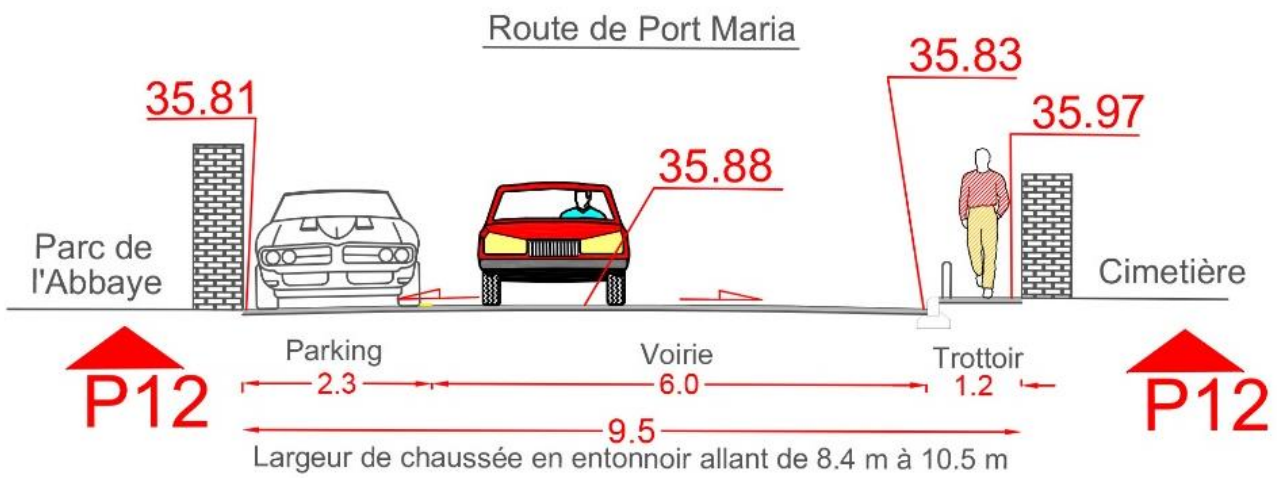 Route de Port Maria
35.83
35.81
35.97
35.88
Parc de
l'Abbaye
Cimetière
P12
Parking
Voirie
Trottoir
P12
2.3
6.0
1.2
9.5
Largeur de chaussée en entonnoir allant de 8.4 m à 10.5 m